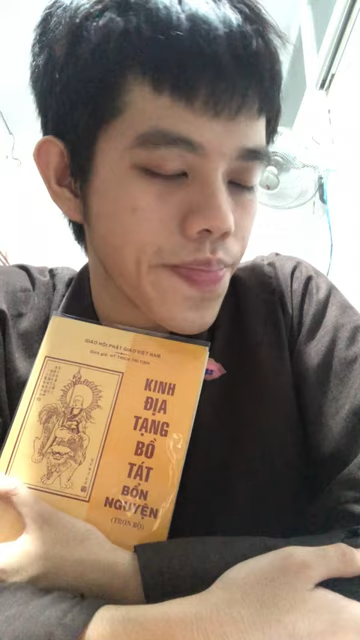 GIÁO HỘI PHẬT GIÁO VIỆT NAM
KINH
ĐỊA
TẠNG
BỒ
TÁT
BỔN
NGUYỆN
(TRỌN BỘ)